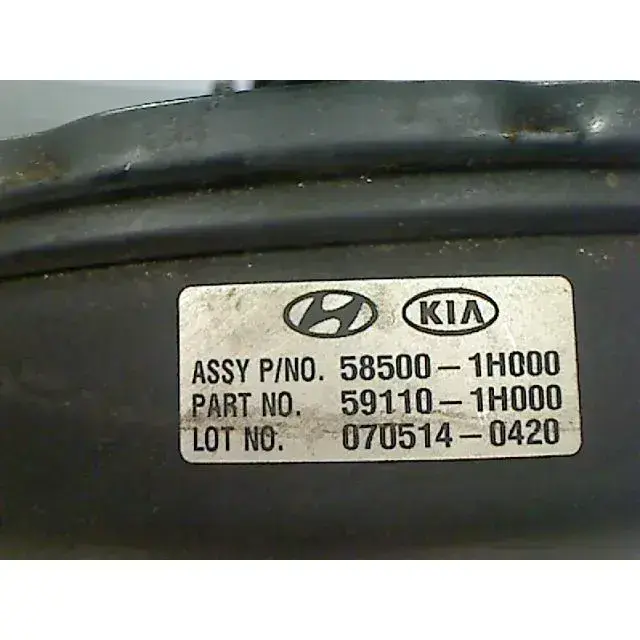 KIA
ASSY P/NO. 58500-1H000
PART NO. 59110-1H000
LOT NO. 070514-0420